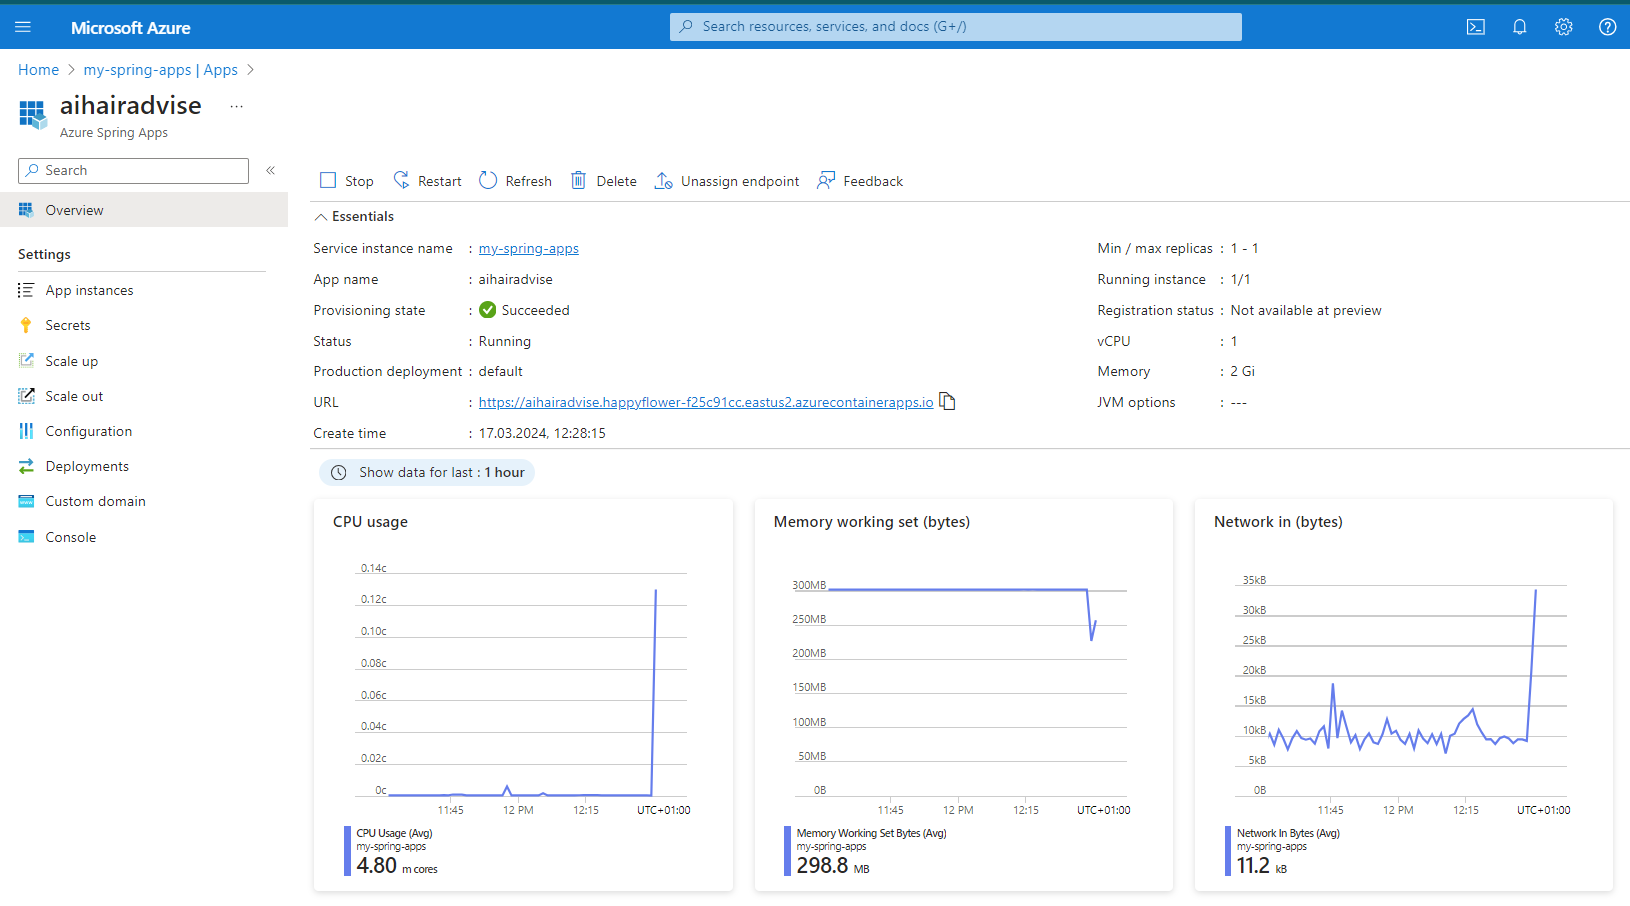 Microsoft Azure
Search resources, services, and docs (G+/)
Home > my-spring-apps | Apps >
aihairadvise ...
Azure Spring Apps
Search «
Overview
Settings
App instances
Secrets
Scale up
Scale out
Configuration
Deployments
Custom domain
Console
Stop Restart Refresh Delete Unassign endpoint Feedback
Essentials
Service instance name : my-spring-apps
App name : aihairadvise
Provisioning state : Succeeded
Status : Running
Production deployment : default
URL : https://aihairadvise.happyflower-f25c91cc.eastus2.azurecontainerapps.io
Create time : 17.03.2024, 12:28:15
Min / max replicas : 1 - 1
Running instance : 1/1
Registration status : Not available at preview
vCPU : 1
Memory : 2 Gi
JVM options : ---
Show data for last : 1 hour
CPU usage
0.14c
0.12c
0.10c
0.08c
0.06c
0.04c
0.02c
0c
11:45 12 PM 12:15 UTC+01:00
CPU Usage (Avg)
my-spring-apps
4.80 m cores
Memory working set (bytes)
300MB
250MB
200MB
150MB
100MB
50MB
0B
11:45 12 PM 12:15 UTC+01:00
Memory Working Set Bytes (Avg)
my-spring-apps
298.8 MB
Network in (bytes)
35kB
30kB
25kB
20kB
15kB
10kB
5kB
0B
11:45 12 PM 12:15 UTC+01:00
Network In Bytes (Avg)
my-spring-apps
11.2 kB